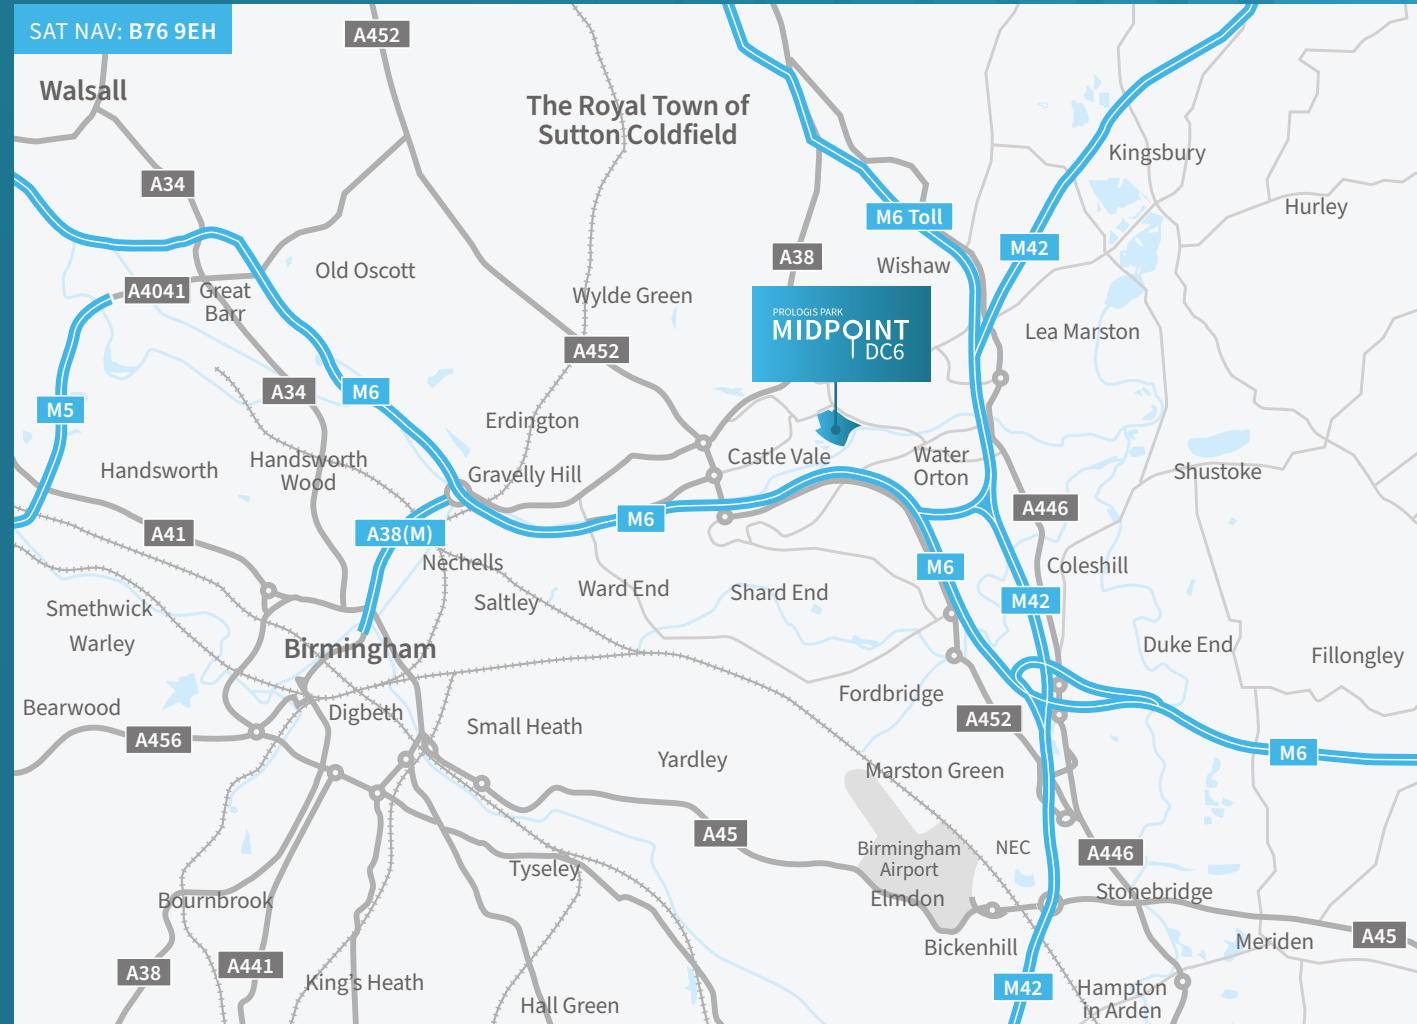 SAT NAV: B76 9EH
A452
Walsall
The Royal Town of
Sutton Coldfield
Kingsbury
A34
Hurley
M6 Toll
M42
A38
Wishaw
Old Oscott
A4041
Great
Barr
Wylde Green
PROLOGIS PARK
MIDPOINT
DC6
Lea Marston
A452
A34
M6
M5
Erdington
Castle Vale
Water
Orton
Handsworth
Handsworth
Wood
Gravelly Hill
Shustoke
A446
M6
A41
A38(M)
Nechells
M6
Coleshill
Ward End
Shard End
M42
Smethwick
Saltley
Warley
Birmingham
Duke End
Fillongley
Fordbridge
Bearwood
Digbeth
A452
Small Heath
A456
M6
Yardley
Marston Green
A45
Birmingham
Airport
NEC
A446
Tyseley
Elmdon
Stonebridge
Bournbrook
A45
Bickenhill
Meriden
A38
A441
King's Heath
M42
Hampton
in Arden
Hall Green